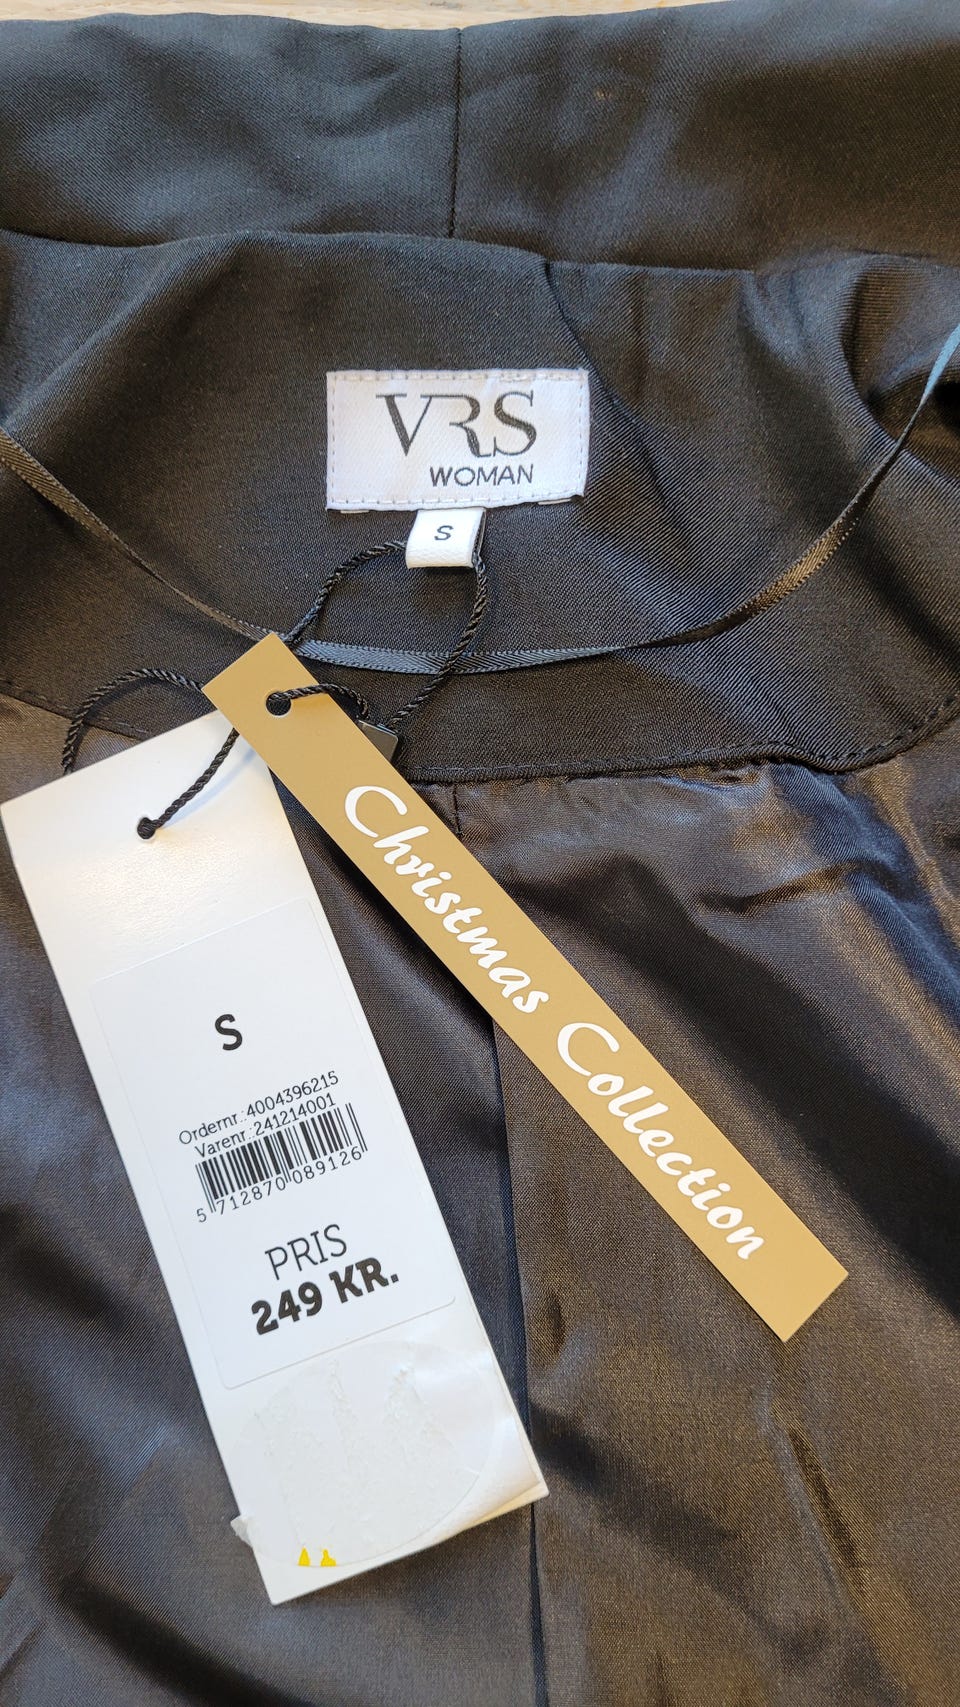 VRS
WOMAN
S
Christmas Collection
S
Ordernr.:4004396215
Varenr.:241214001
5 712870 089126
PRIS
249 KR.